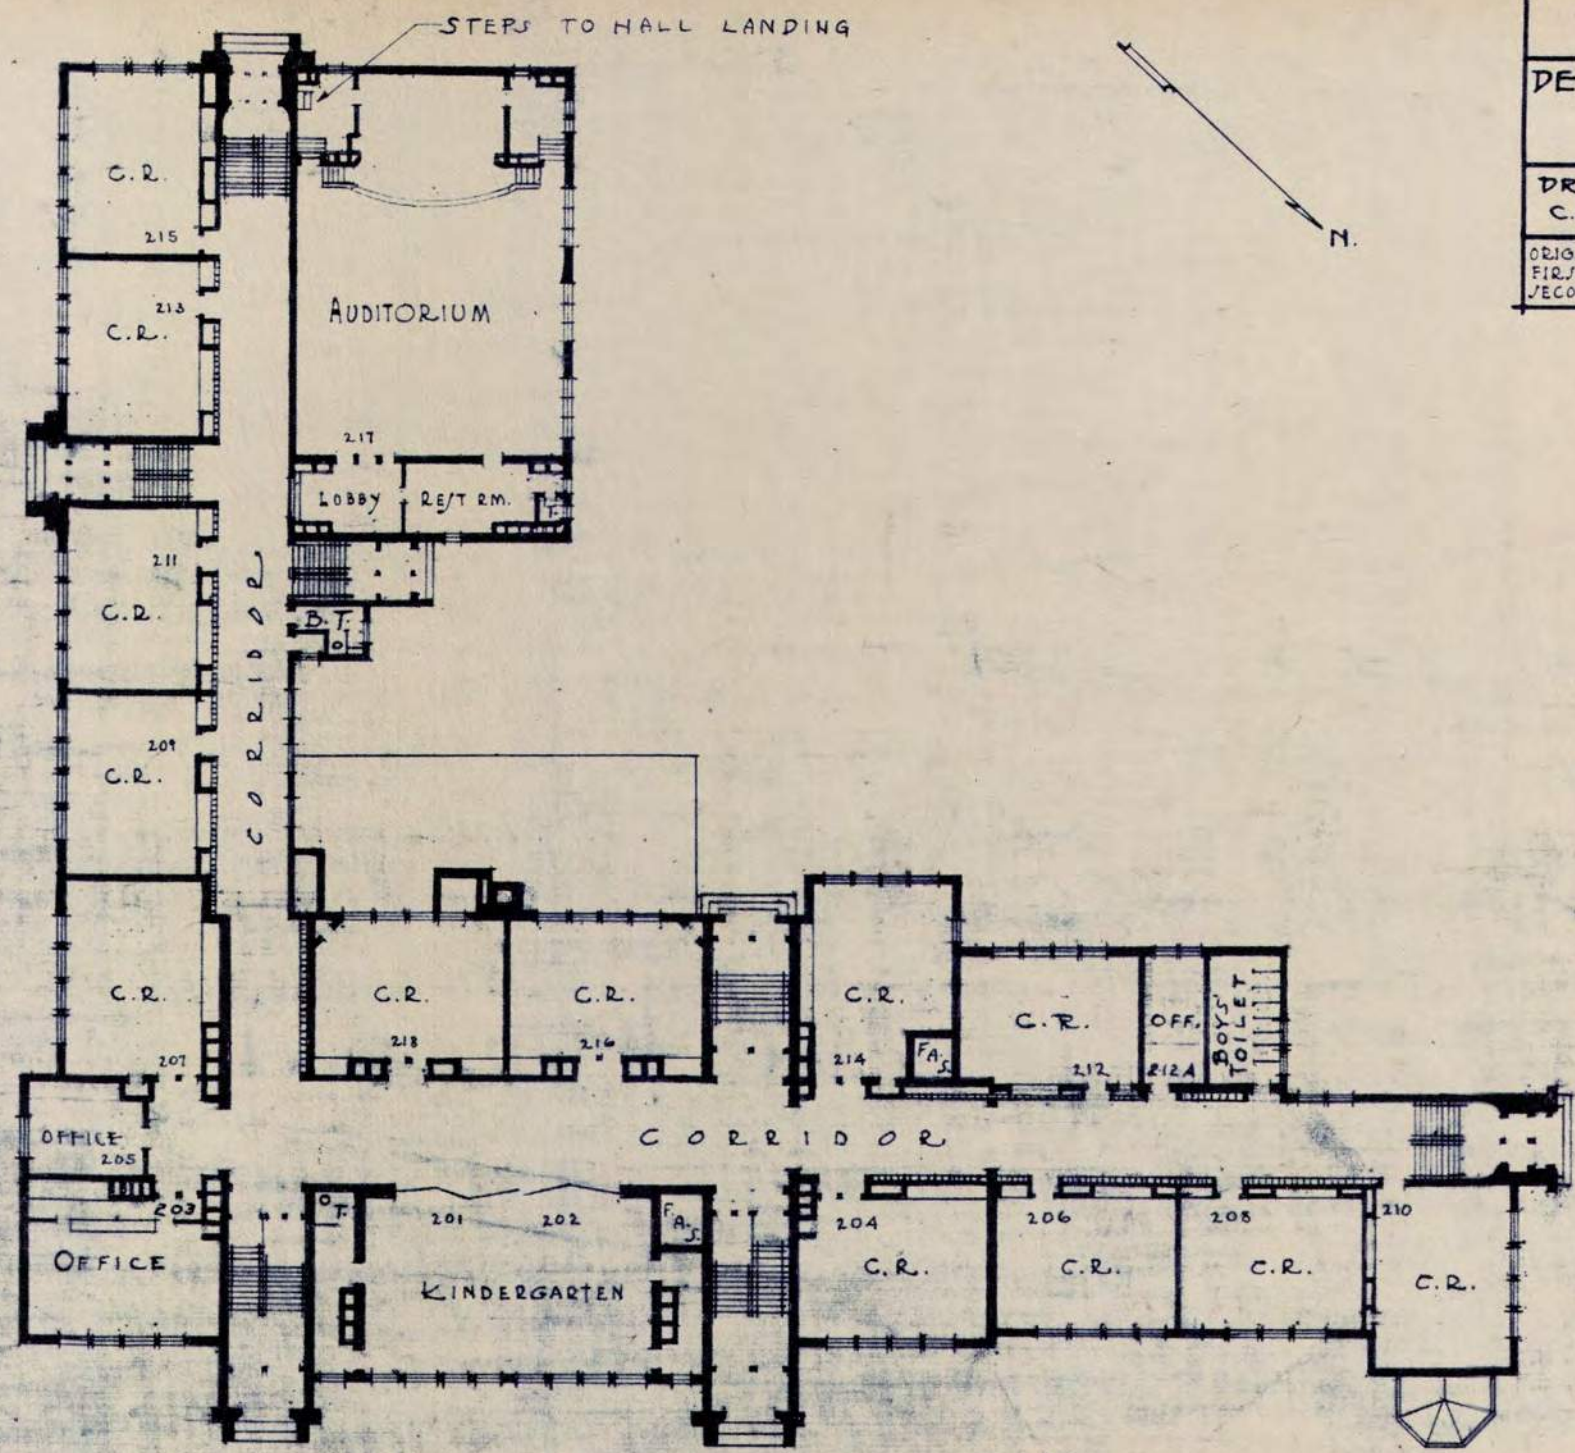 STEPS TO HALL LANDING
N.
DE
DR
C.
ORIG
FIRS
SECO
C.R.
215
213
C.R.
AUDITORIUM
217
LOBBY
REST RM.
T.
211
C.R.
B.T.
CORRIDOR
209
C.R.
C.R.
207
C.R.
218
C.R.
216
C.R.
214
F.A.S.
C.R.
212
OFF.
212A
BOYS'
TOILET
OFFICE
205
CORRIDOR
203
OFFICE
T.
201
202
F.A.S.
KINDERGARTEN
204
C.R.
206
C.R.
208
C.R.
210
C.R.